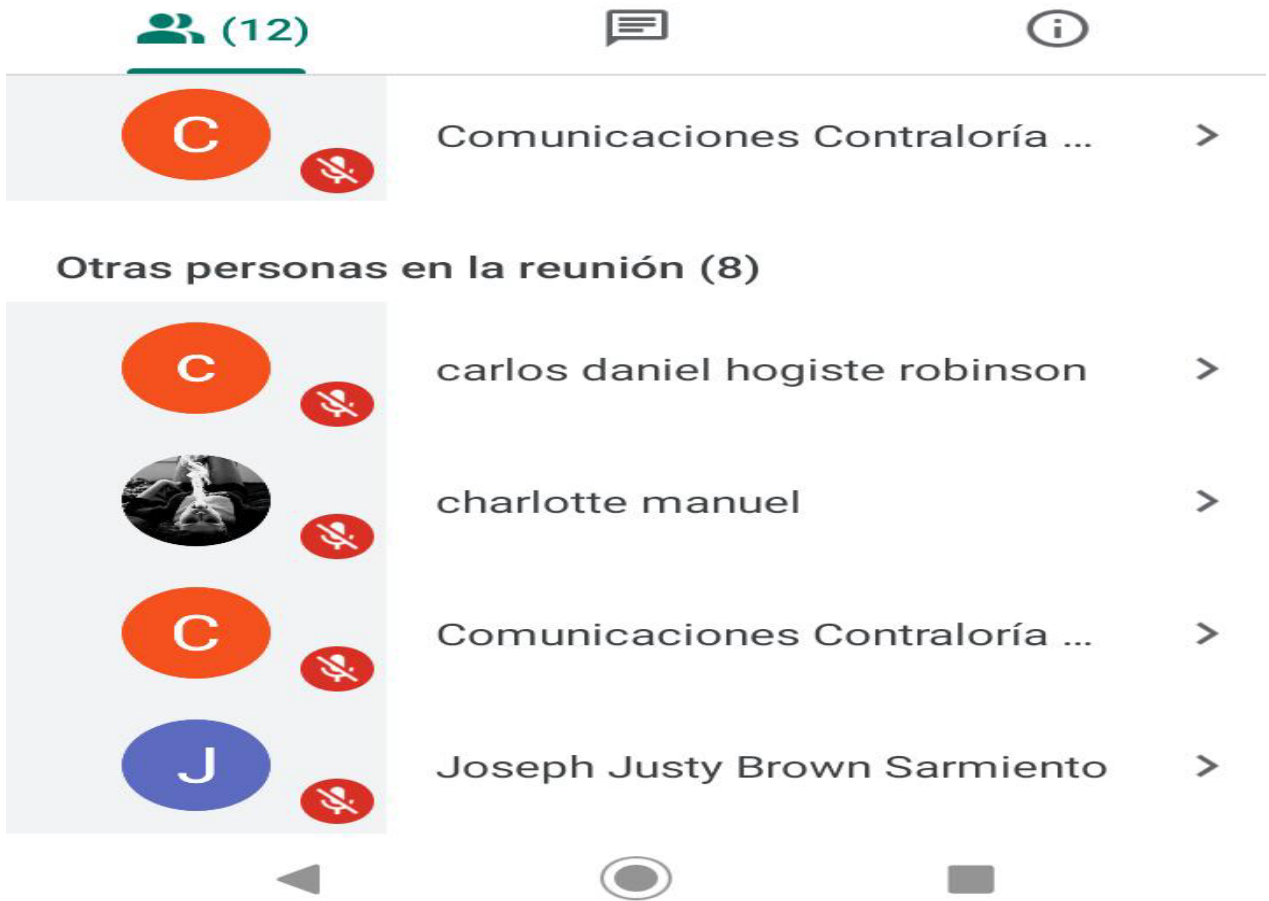 (12)
C Comunicaciones Contraloría ...
Otras personas en la reunión (8)
c carlos daniel hogiste robinson
charlotte manuel
C Comunicaciones Contraloría ...
J Joseph Justy Brown Sarmiento